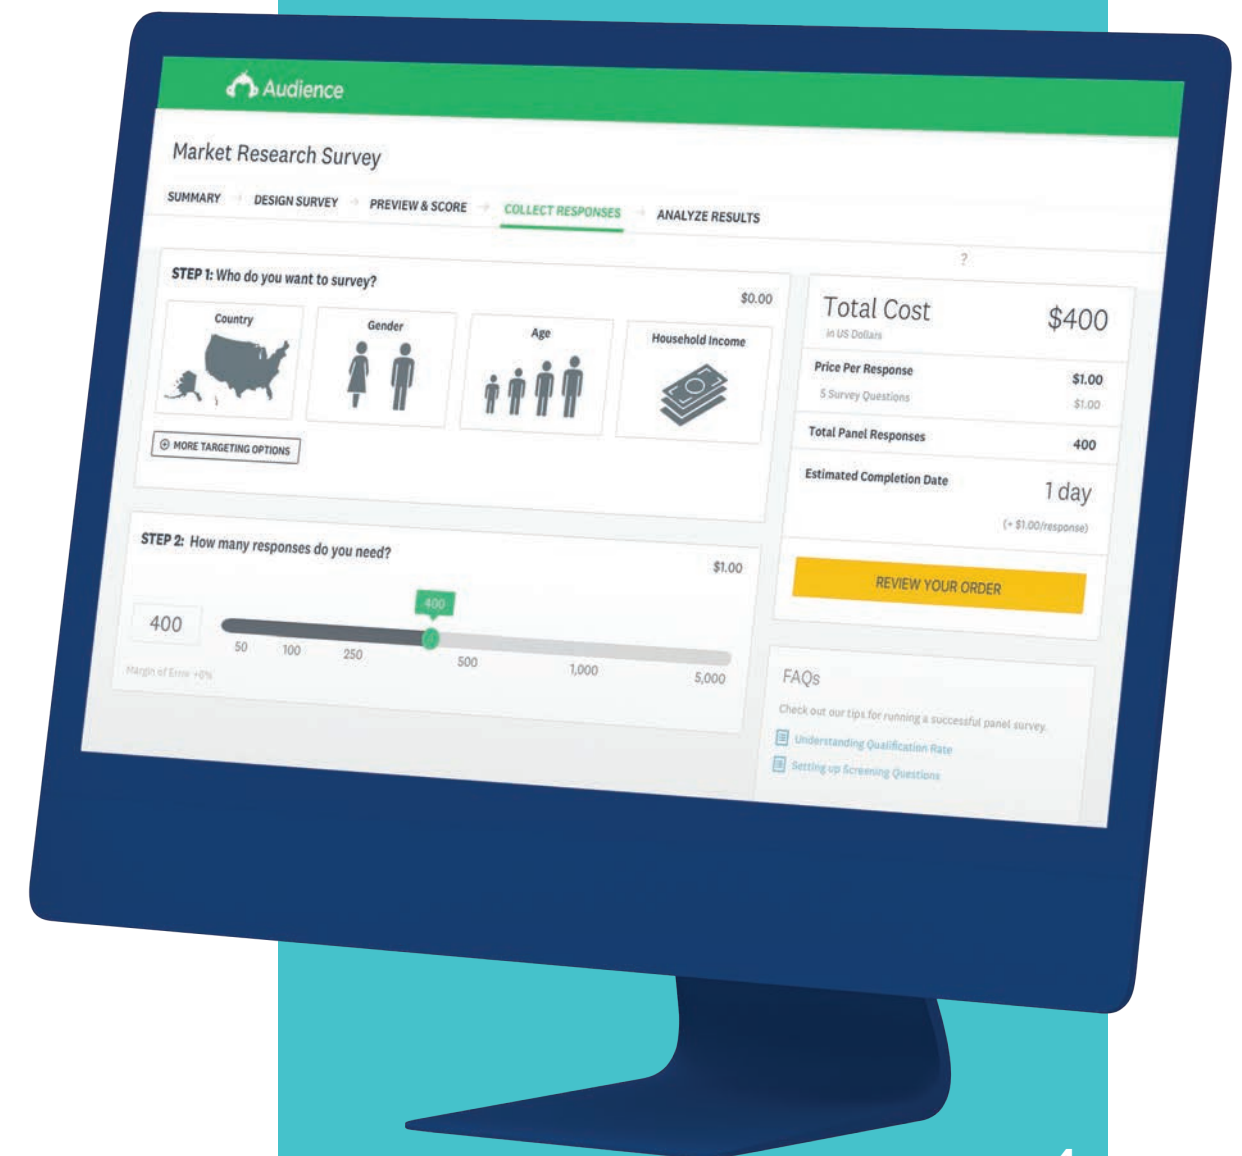 Audience
Market Research Survey
SUMMARY → DESIGN SURVEY → PREVIEW & SCORE → COLLECT RESPONSES → ANALYZE RESULTS
?
STEP 1: Who do you want to survey?
$0.00
Country
Gender
Age
Household Income
MORE TARGETING OPTIONS
STEP 2: How many responses do you need?
$1.00
400
400
50 100 250 500 1,000 5,000
Margin of Error
Total Cost $400
in US Dollars
Price Per Response $1.00
5 Survey Questions $1.00
Total Panel Responses 400
Estimated Completion Date 1 day
(+ $1.00/response)
REVIEW YOUR ORDER
FAQs
Check out our tips for running a successful panel survey.
Understanding Qualification Rate
Setting up Screening Questions